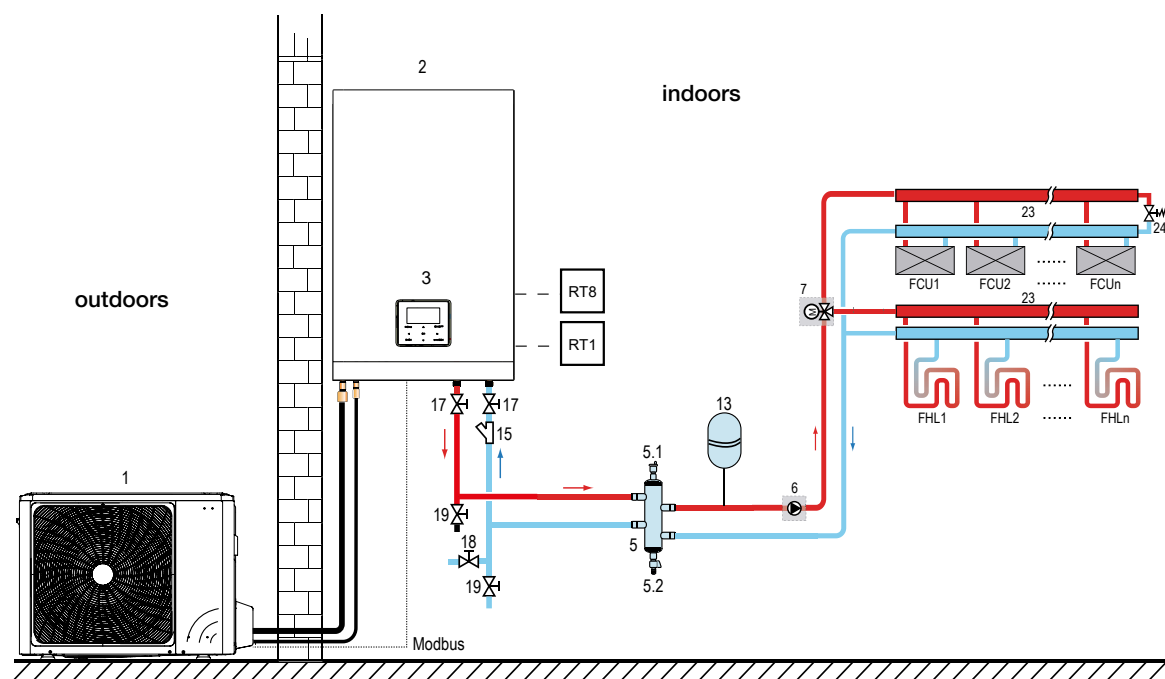 2
indoors
outdoors
3
RT8
RT1
23
24
FCU1
FCU2
......
FCUn
7
M
23
FHL1
FHL2
......
FHLn
17
17
15
13
5.1
6
1
19
18
5
19
5.2
Modbus